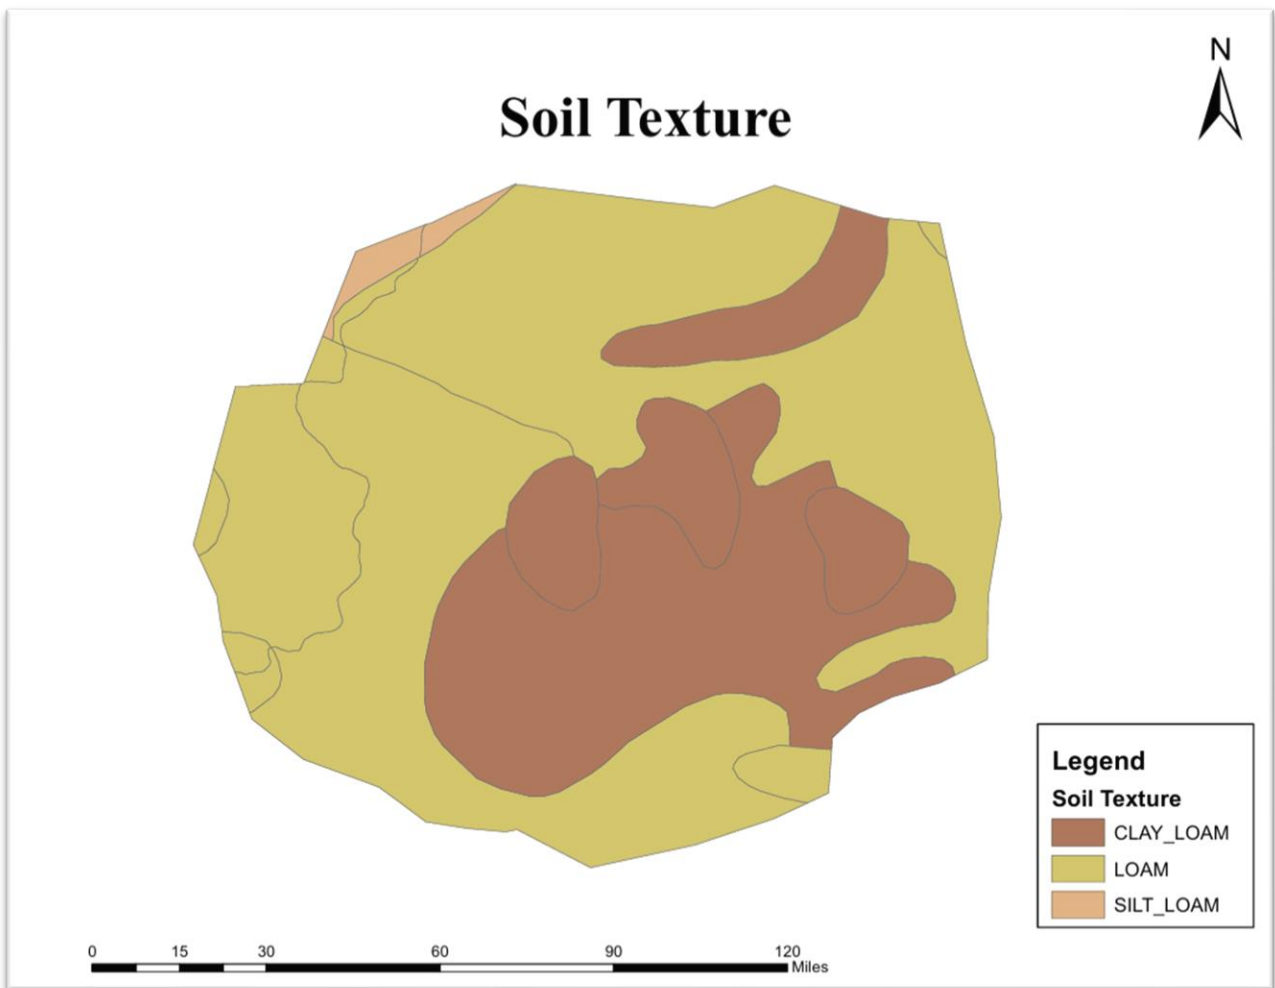 N
Soil Texture
Legend
Soil Texture
CLAY_LOAM
LOAM
SILT_LOAM
0 15 30 60 90 120
Miles